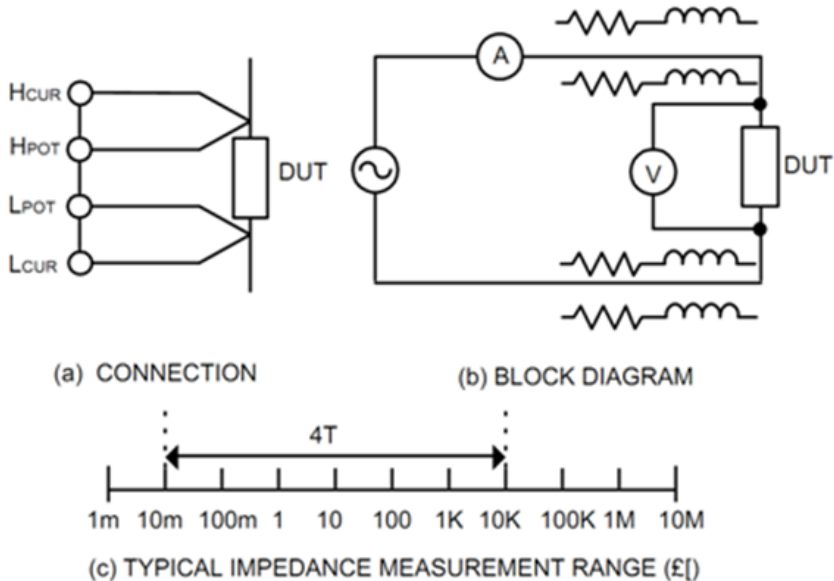 HCUR
HPOT
LPOT
LCUR
DUT
A
V
DUT
(a) CONNECTION
(b) BLOCK DIAGRAM
4T
1m 10m 100m 1 10 100 1K 10K 100K 1M 10M
(c) TYPICAL IMPEDANCE MEASUREMENT RANGE (£[)